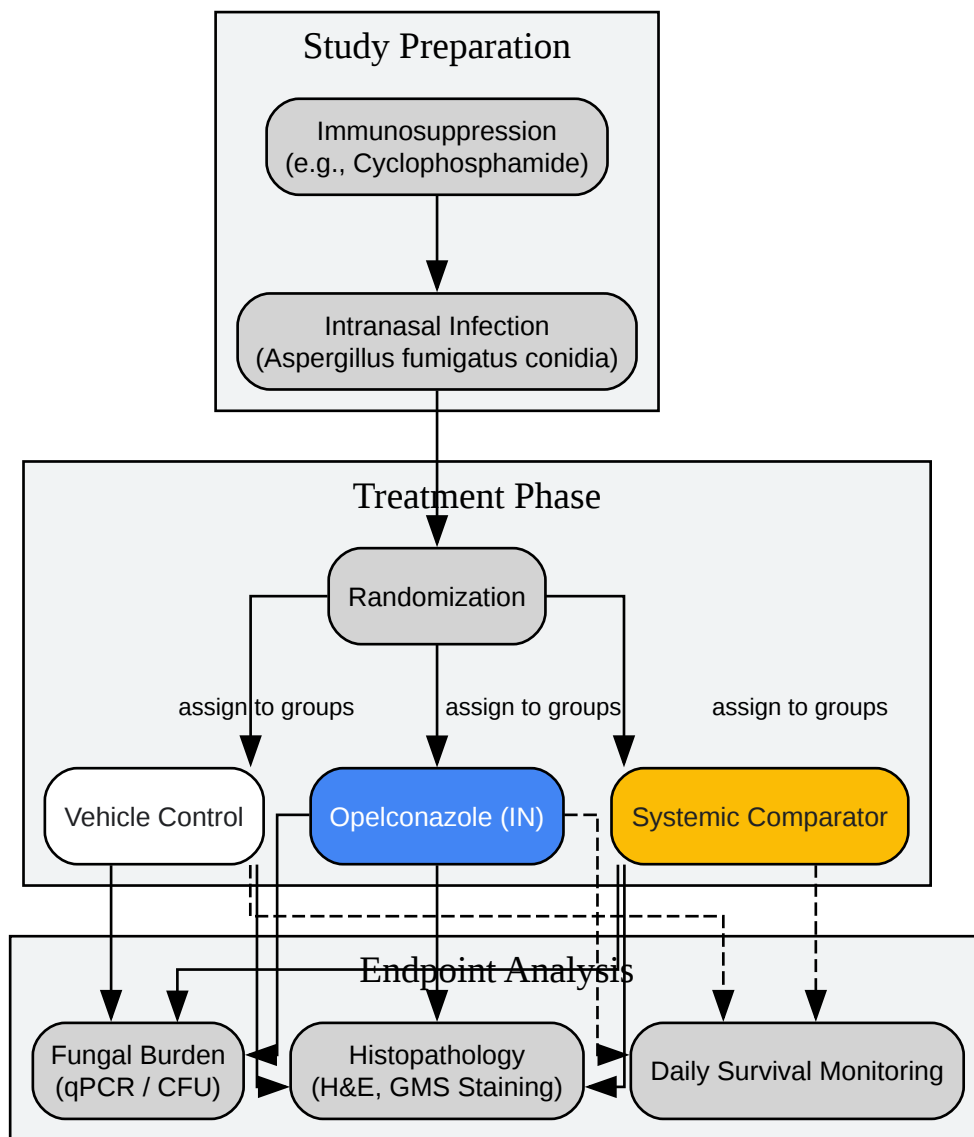 Study Preparation
Immunosuppression
(e.g., Cyclophosphamide)
Intranasal Infection
(Aspergillus fumigatus conidia)
Treatment Phase
Randomization
assign to groups
assign to groups
assign to groups
Vehicle Control
Opelconazole (IN)
Systemic Comparator
Endpoint Analysis
Fungal Burden
(qPCR / CFU)
Histopathology
(H&E, GMS Staining)
Daily Survival Monitoring